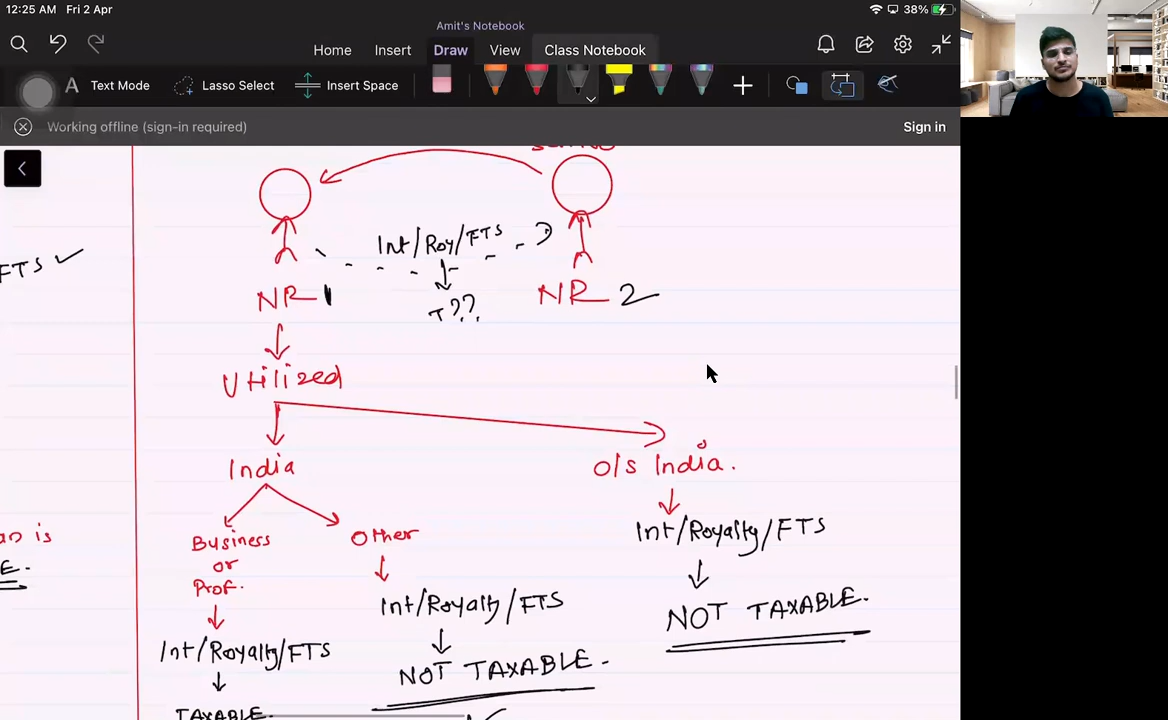 12:25 AM Fri 2 Apr
38%
Amit's Notebook
Home Insert Draw View Class Notebook
A Text Mode Lasso Select Insert Space
Working offline (sign-in required)
Sign in
Int/Roy/FTS
FTS
NR 1
T??
NR 2
Utilized
India
O/S India.
Business
or
Prof.
Other
Int/Royalty/FTS
NOT TAXABLE.
an is
E.
Int/Royalty/FTS
NOT TAXABLE.
Int/Royalty/FTS
TAXABLE.